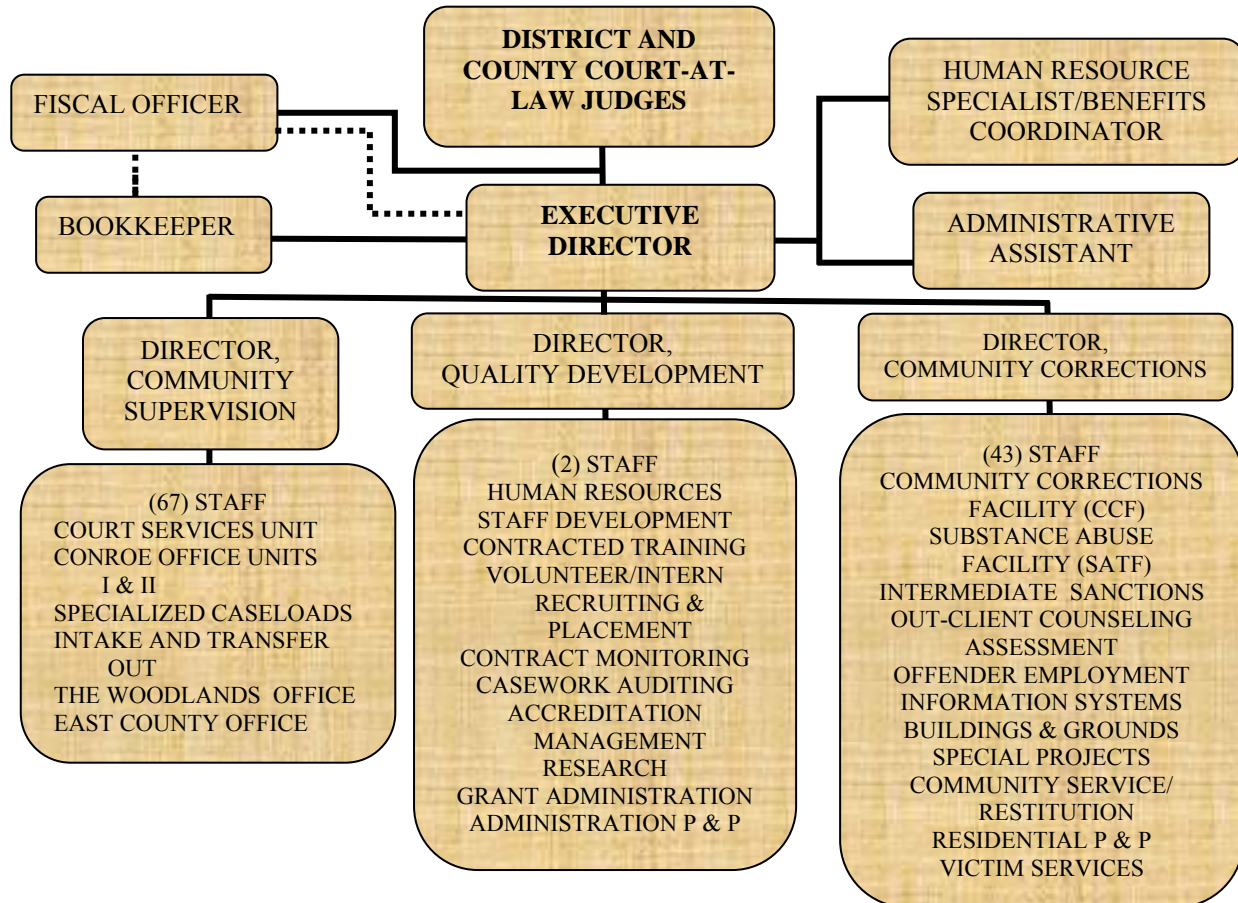 DISTRICT AND
COUNTY COURT-AT-
LAW JUDGES
FISCAL OFFICER
HUMAN RESOURCE
SPECIALIST/BENEFITS
COORDINATOR
BOOKKEEPER
EXECUTIVE
DIRECTOR
ADMINISTRATIVE
ASSISTANT
DIRECTOR,
COMMUNITY
SUPERVISION
DIRECTOR,
QUALITY DEVELOPMENT
DIRECTOR,
COMMUNITY CORRECTIONS
(67) STAFF
COURT SERVICES UNIT
CONROE OFFICE UNITS
I & II
SPECIALIZED CASELOADS
INTAKE AND TRANSFER
OUT
THE WOODLANDS OFFICE
EAST COUNTY OFFICE
(2) STAFF
HUMAN RESOURCES
STAFF DEVELOPMENT
CONTRACTED TRAINING
VOLUNTEER/INTERN
RECRUITING &
PLACEMENT
CONTRACT MONITORING
CASEWORK AUDITING
ACCREDITATION
MANAGEMENT
RESEARCH
GRANT ADMINISTRATION
ADMINISTRATION P & P
(43) STAFF
COMMUNITY CORRECTIONS
FACILITY (CCF)
SUBSTANCE ABUSE
FACILITY (SATF)
INTERMEDIATE SANCTIONS
OUT-CLIENT COUNSELING
ASSESSMENT
OFFENDER EMPLOYMENT
INFORMATION SYSTEMS
BUILDINGS & GROUNDS
SPECIAL PROJECTS
COMMUNITY SERVICE/
RESTITUTION
RESIDENTIAL P & P
VICTIM SERVICES